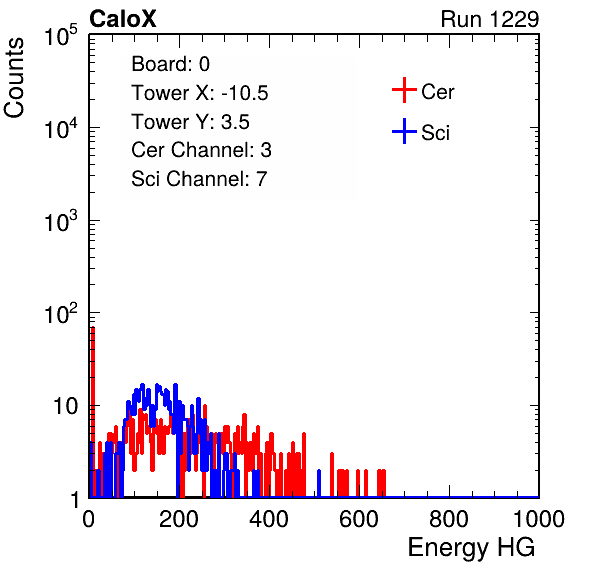 CaloX Run 1229
Counts
10^5
10^4
10^3
10^2
10
1
Board: 0
Tower X: -10.5
Tower Y: 3.5
Cer Channel: 3
Sci Channel: 7
Cer
Sci
0 200 400 600 800 1000
Energy HG